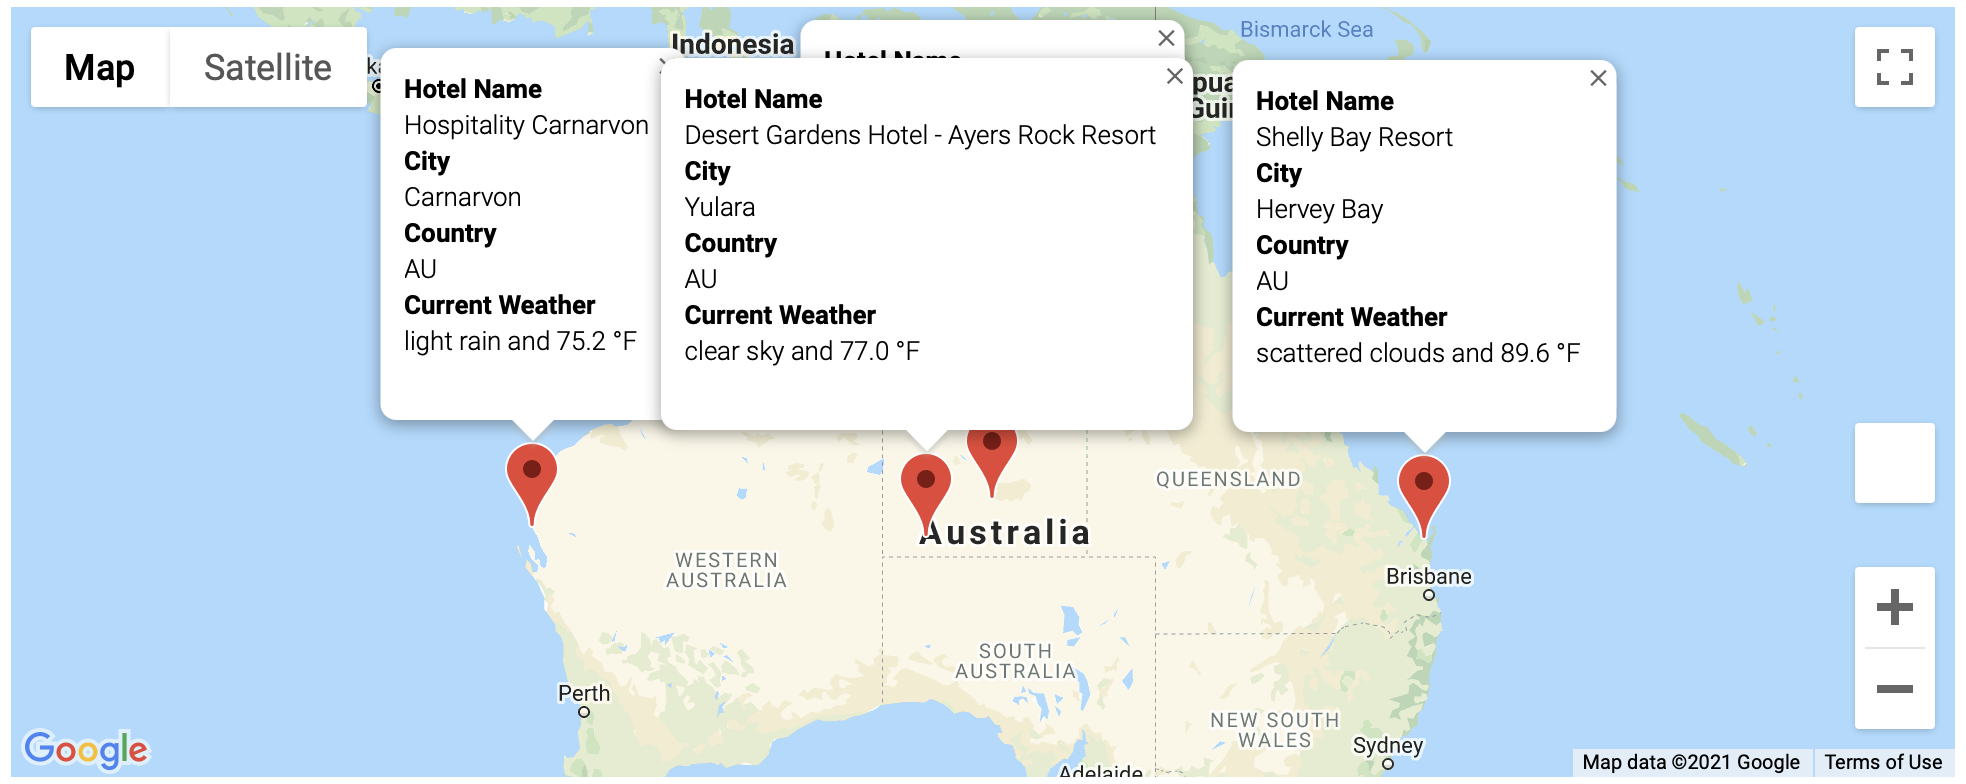 Map
Satellite
Indonesia
Bismarck Sea
Hotel Name
Hospitality Carnarvon
City
Carnarvon
Country
AU
Current Weather
light rain and 75.2 °F
Hotel Name
Hotel Name
Desert Gardens Hotel - Ayers Rock Resort
City
Yulara
Country
AU
Current Weather
clear sky and 77.0 °F
Hotel Name
Shelly Bay Resort
City
Hervey Bay
Country
AU
Current Weather
scattered clouds and 89.6 °F
QUEENSLAND
Australia
WESTERN
AUSTRALIA
Brisbane
SOUTH
AUSTRALIA
Perth
NEW SOUTH
WALES
Sydney
Adelaide
Google
Map data ©2021 Google
Terms of Use